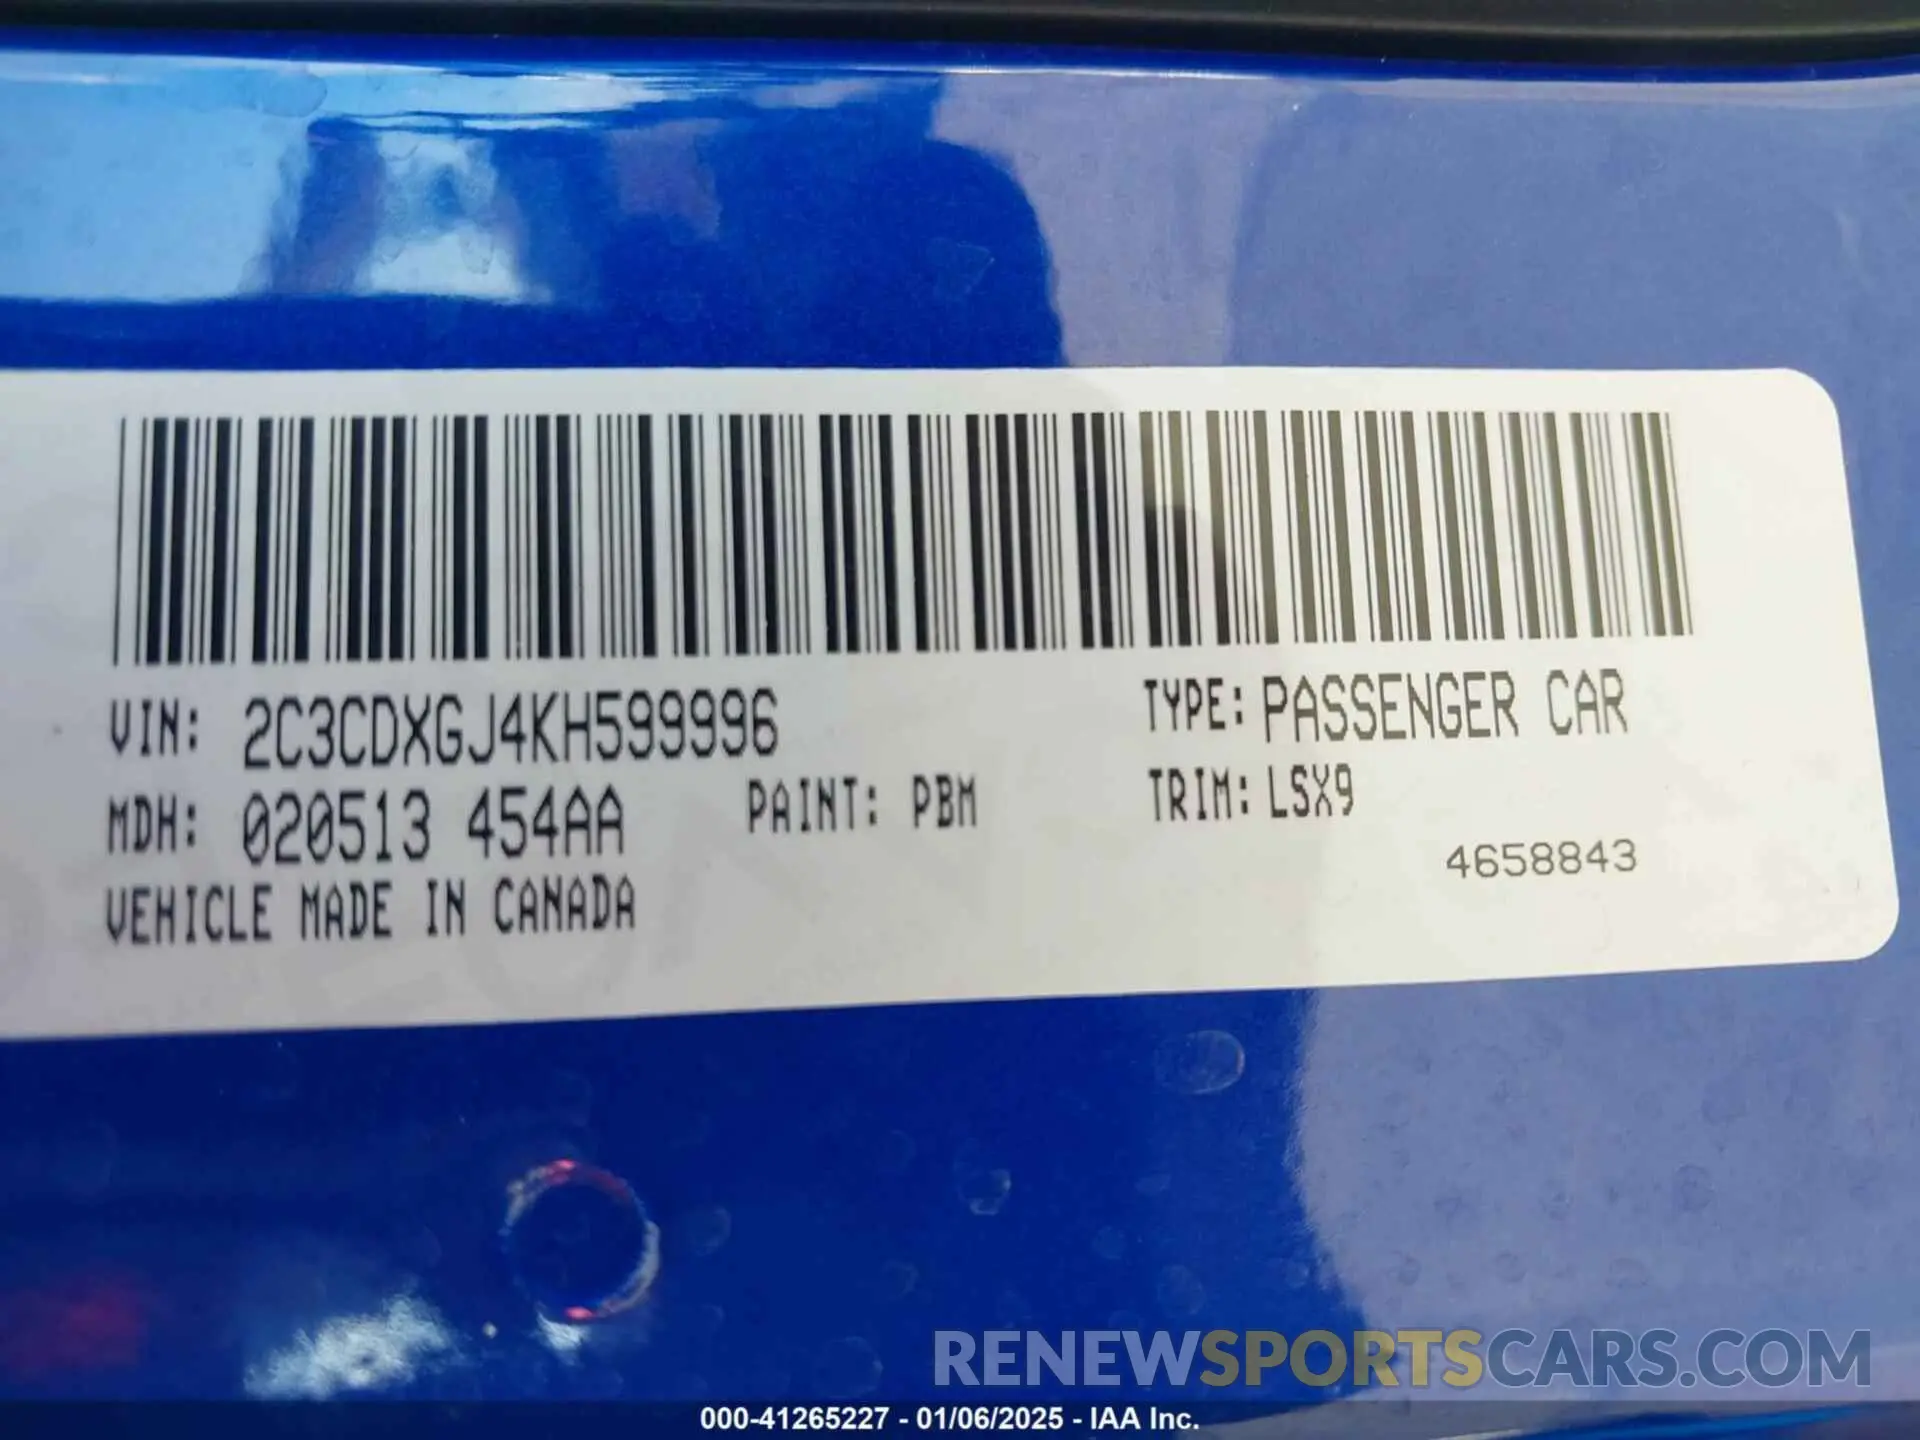 VIN: 2C3CDXGJ4KH599996 TYPE: PASSENGER CAR
MDH: 020513 454AA PAINT: PBM TRIM: LSX9
4658843
VEHICLE MADE IN CANADA
RENEWSPORTSCARS.COM
000-41265227 - 01/06/2025 - IAA Inc.